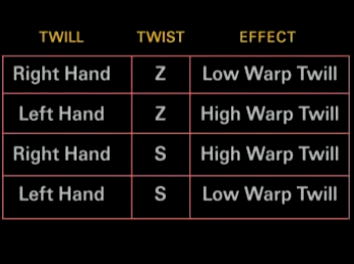 TWILL TWIST EFFECT
Right Hand Z Low Warp Twill
Left Hand Z High Warp Twill
Right Hand S High Warp Twill
Left Hand S Low Warp Twill